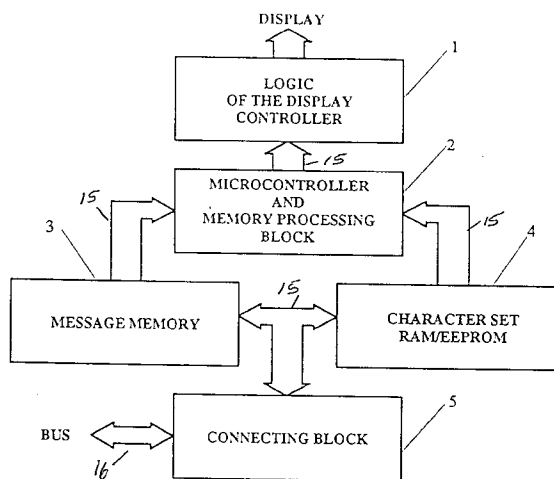 DISPLAY
1
LOGIC
OF THE DISPLAY
CONTROLLER
15
2
MICROCONTROLLER
AND
MEMORY PROCESSING
BLOCK
15
3
15
4
MESSAGE MEMORY
15
CHARACTER SET
RAM/EEPROM
BUS
16
CONNECTING BLOCK
5